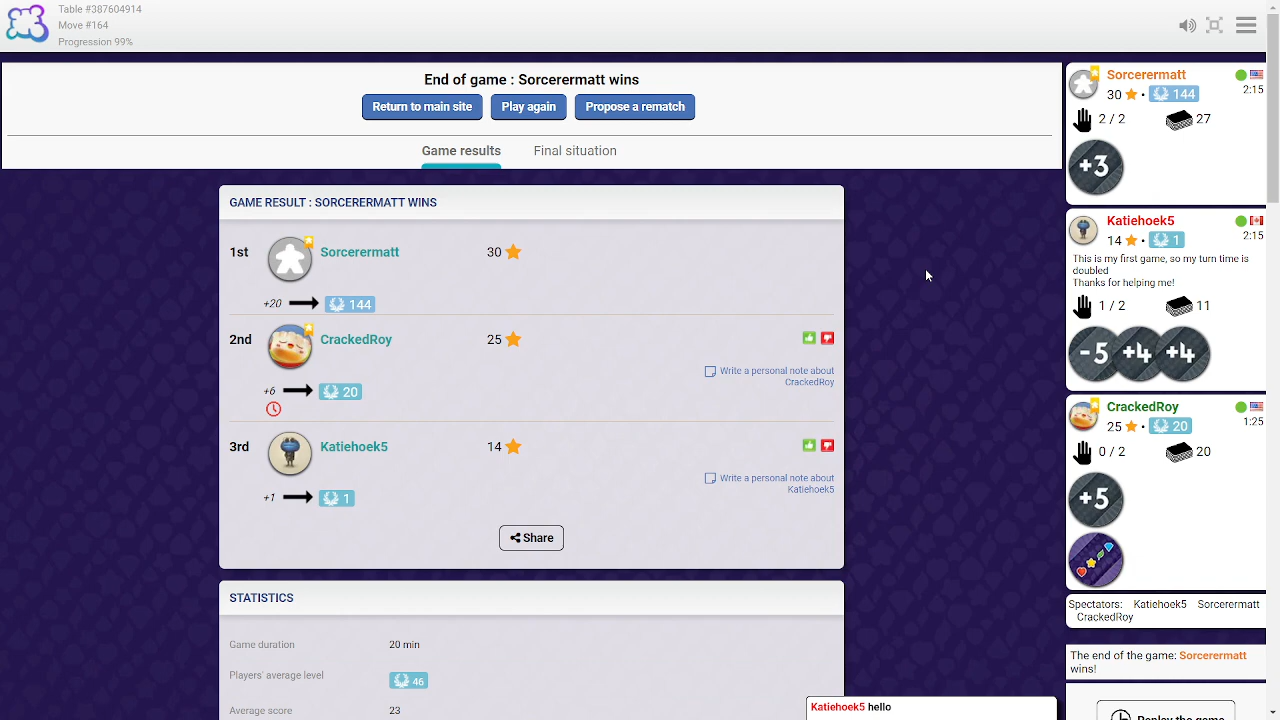 Table #387604914
Move #164
Progression 99%
End of game : Sorcerermatt wins
Return to main site
Play again
Propose a rematch
Game results
Final situation
GAME RESULT : SORCERERMATT WINS
1st
Sorcerermatt
30
+20
144
2nd
CrackedRoy
25
Write a personal note about
CrackedRoy
+6
20
3rd
Katiehoek5
14
Write a personal note about
Katiehoek5
+1
1
Share
STATISTICS
Game duration
20 min
Players' average level
46
Average score
23
Katiehoek5 hello
Sorcerermatt
30 • 144
2:15
2 / 2
27
+3
Katiehoek5
14 • 1
2:15
This is my first game, so my turn time is
doubled
Thanks for helping me!
1 / 2
11
-5
+4
+4
CrackedRoy
25 • 20
1:25
0 / 2
20
+5
Spectators: Katiehoek5 Sorcerermatt
CrackedRoy
The end of the game: Sorcerermatt
wins!
Replay the game